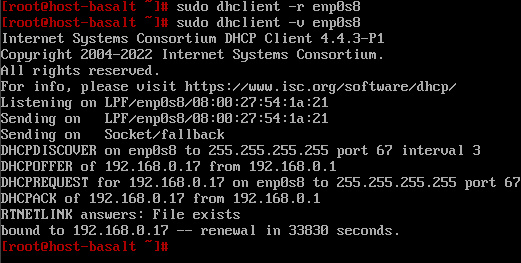 [root@host-basalt ~]# sudo dhclient -r enp0s8
[root@host-basalt ~]# sudo dhclient -v enp0s8
Internet Systems Consortium DHCP Client 4.4.3-P1
Copyright 2004-2022 Internet Systems Consortium.
All rights reserved.
For info, please visit https://www.isc.org/software/dhcp/
Listening on LPF/enp0s8/08:00:27:54:1a:21
Sending on   LPF/enp0s8/08:00:27:54:1a:21
Sending on   Socket/fallback
DHCPDISCOVER on enp0s8 to 255.255.255.255 port 67 interval 3
DHCPOFFER of 192.168.0.17 from 192.168.0.1
DHCPREQUEST for 192.168.0.17 on enp0s8 to 255.255.255.255 port 67
DHCPACK of 192.168.0.17 from 192.168.0.1
RTNETLINK answers: File exists
bound to 192.168.0.17 -- renewal in 33830 seconds.
[root@host-basalt ~]#